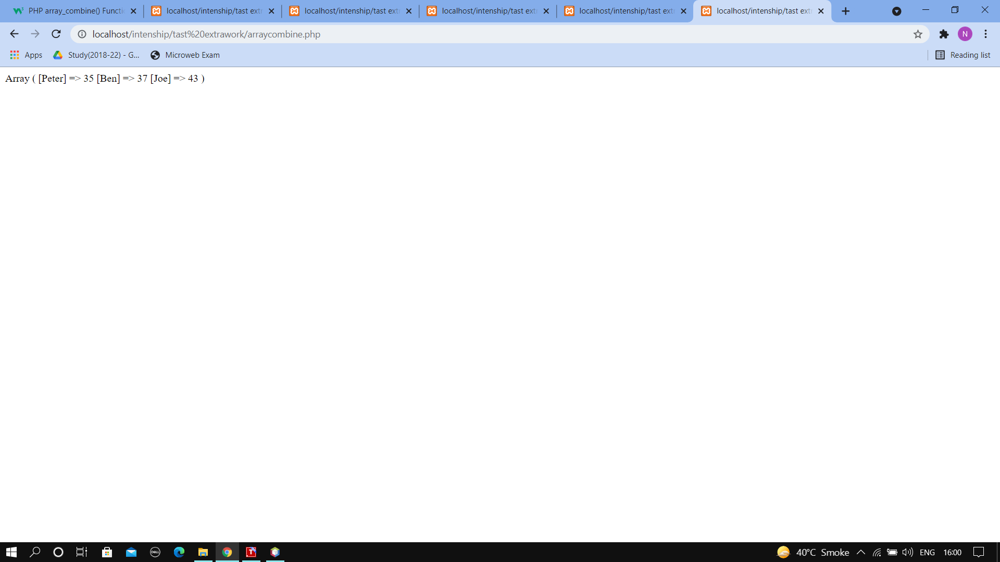 PHP array_combine() Functi
localhost/intenship/tast ext
localhost/intenship/tast ext
localhost/intenship/tast ext
localhost/intenship/tast ext
localhost/intenship/tast ext
localhost/intenship/tast%20extrawork/arraycombine.php
N
Apps
Study(2018-22) - G...
Microweb Exam
Reading list
Array ( [Peter] => 35 [Ben] => 37 [Joe] => 43 )
DELL
T
40°C Smoke
ENG
16:00